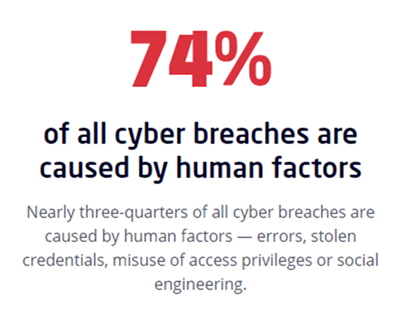 74%
of all cyber breaches are
caused by human factors
Nearly three-quarters of all cyber breaches are
caused by human factors — errors, stolen
credentials, misuse of access privileges or social
engineering.